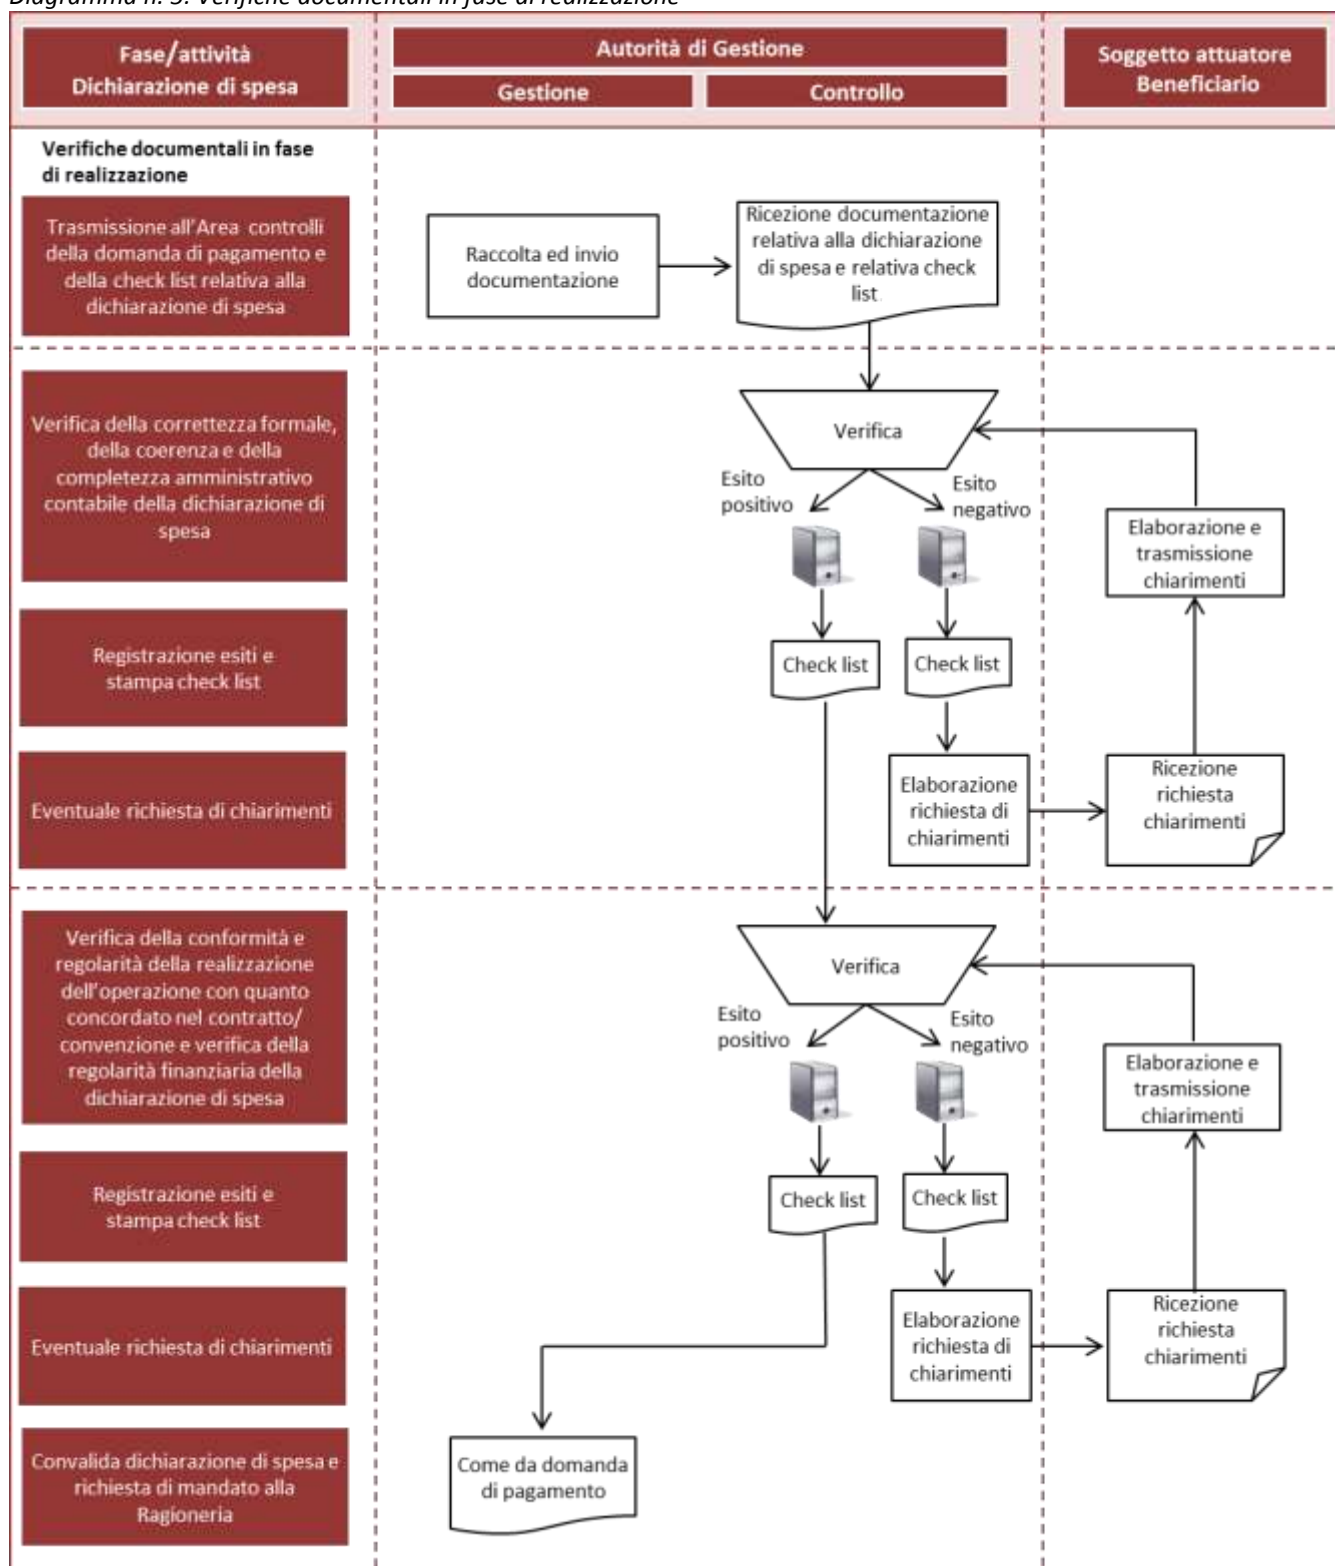 Diagramma n. 5: Verifiche documentali in fase di realizzazione
Fase/attività
Dichiarazione di spesa
Autorità di Gestione
Gestione
Controllo
Soggetto attuatore
Beneficiario
Verifiche documentali in fase
di realizzazione
Trasmissione all'Area controlli
della domanda di pagamento e
della check list relativa alla
dichiarazione di spesa
Raccolta ed invio
documentazione
Ricezione documentazione
relativa alla dichiarazione
di spesa e relativa check
list
Verifica della correttezza formale,
della coerenza e della
completezza amministrativo
contabile della dichiarazione di
spesa
Verifica
Esito
positivo
Esito
negativo
Elaborazione e
trasmissione
chiarimenti
Registrazione esiti e
stampa check list
Check list
Check list
Eventuale richiesta di chiarimenti
Elaborazione
richiesta di
chiarimenti
Ricezione
richiesta
chiarimenti
Verifica della conformità e
regolarità della realizzazione
dell'operazione con quanto
concordato nel contratto/
convenzione e verifica della
regolarità finanziaria della
dichiarazione di spesa
Verifica
Esito
positivo
Esito
negativo
Elaborazione e
trasmissione
chiarimenti
Registrazione esiti e
stampa check list
Check list
Check list
Eventuale richiesta di chiarimenti
Elaborazione
richiesta di
chiarimenti
Ricezione
richiesta
chiarimenti
Convalida dichiarazione di spesa e
richiesta di mandato alla
Ragioneria
Come da domanda
di pagamento